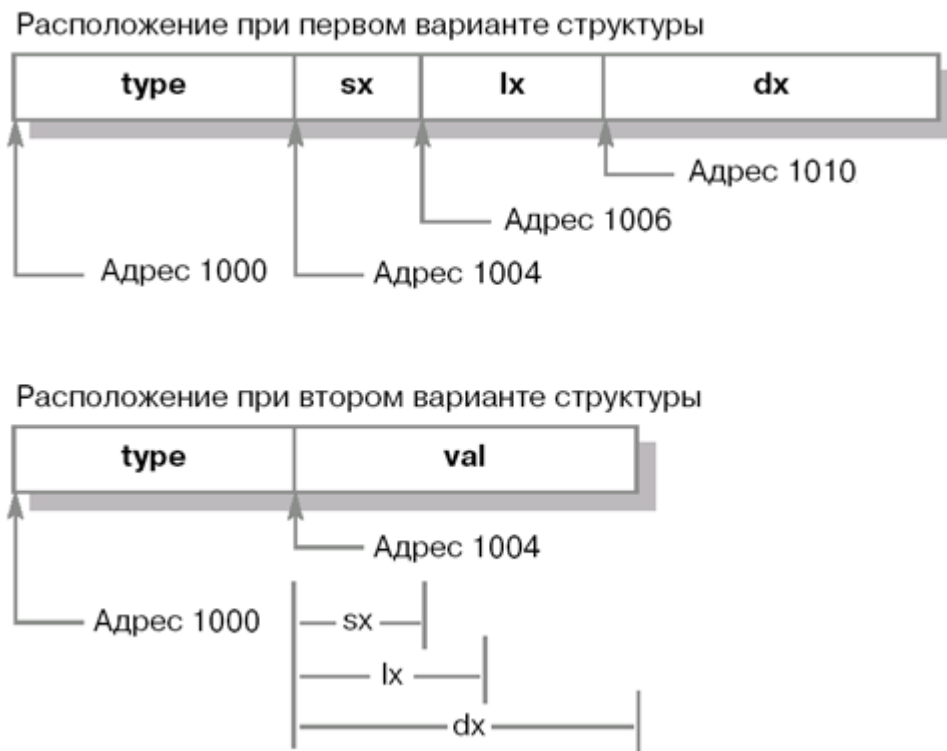 Расположение при первом варианте структуры
type sx lx dx
Адрес 1010
Адрес 1006
Адрес 1000 Адрес 1004
Расположение при втором варианте структуры
type val
Адрес 1004
Адрес 1000
sx
lx
dx